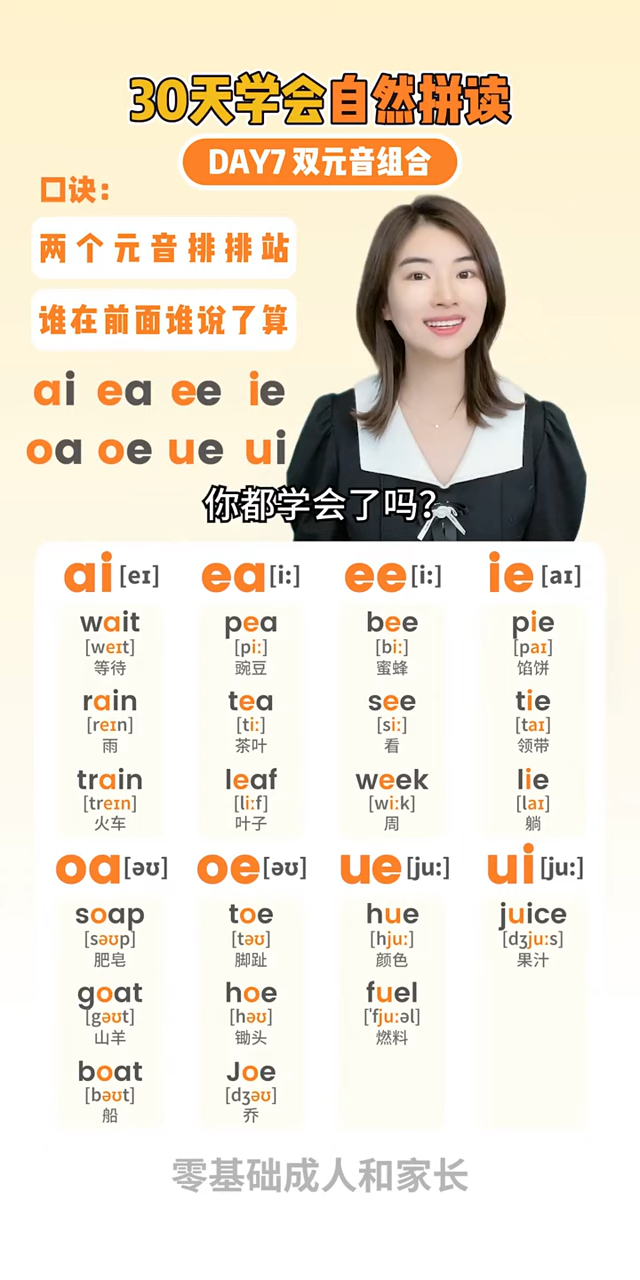 30天学会自然拼读
DAY7 双元音组合
口诀：
两个元音排排站
谁在前面谁说了算
ai ea ee ie
oa oe ue ui
你都学会了吗？
ai[eɪ] ea[iː] ee[iː] ie[aɪ]
wait pea bee pie
[weɪt] [piː] [biː] [paɪ]
等待 豌豆 蜜蜂 馅饼
rain tea see tie
[reɪn] [tiː] [siː] [taɪ]
雨 茶叶 看 领带
train leaf week lie
[treɪn] [liːf] [wiːk] [laɪ]
火车 叶子 周 躺
oa[əʊ] oe[əʊ] ue[juː] ui[juː]
soap toe hue juice
[səʊp] [təʊ] [hjuː] [dʒjuːs]
肥皂 脚趾 颜色 果汁
goat hoe fuel
[gəʊt] [həʊ] [ˈfjuːəl]
山羊 锄头 燃料
boat Joe
[bəʊt] [dʒəʊ]
船 乔
零基础成人和家长